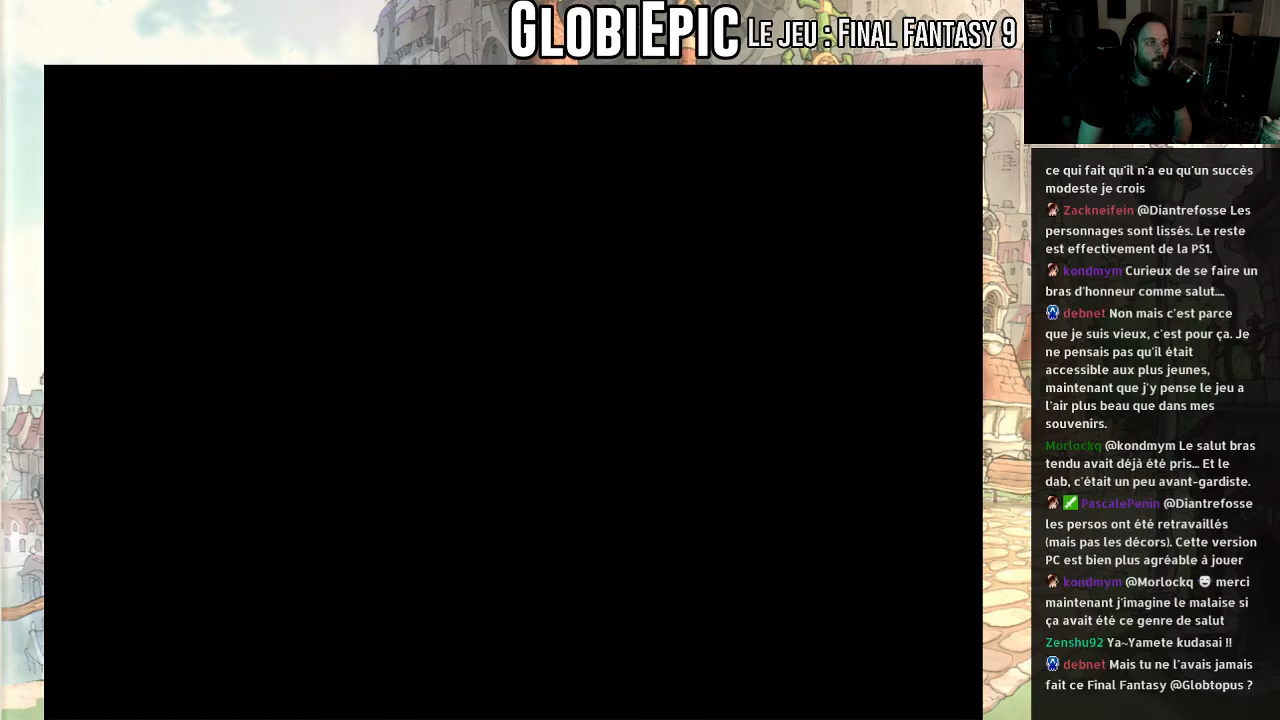 GLOBIEPIC LE JEU : FINAL FANTASY 9
ce qui fait qu'il n'a eu qu'un succès
modeste je crois
Zackneifein @Diantrefosse Les
personnages sont lissés. Le reste
est effectivement de la PS1.
kondmym Curieux de se faire un
bras d'honneur comme salut....
debnet Non mais c'est parce
que je suis vieux, c'est pour ça. Je
ne pensais pas qu'il était
accessible aux plus jeunes,
maintenant que j'y pense le jeu a
l'air plus beau que dans mes
souvenirs.
Morlockq @kondmym Le salut bras
tendu avait déjà été pris... Et le
dab, c'était un peu avant-gardiste.
PascalePenin @Diantrefosse
les persos ont été retravaillés
(mais pas les décors). Cette version
PC est bien plus agréable à jouer
kondmym @Morlockq merci
maintenant j'imagine le malaise si
ça avait été ce genre de salut
Zenshu92 Ya~Yamete kudasai !!
debnet Mais tu ne l'avais jamais
fait ce Final Fantasy @Globtopus ?